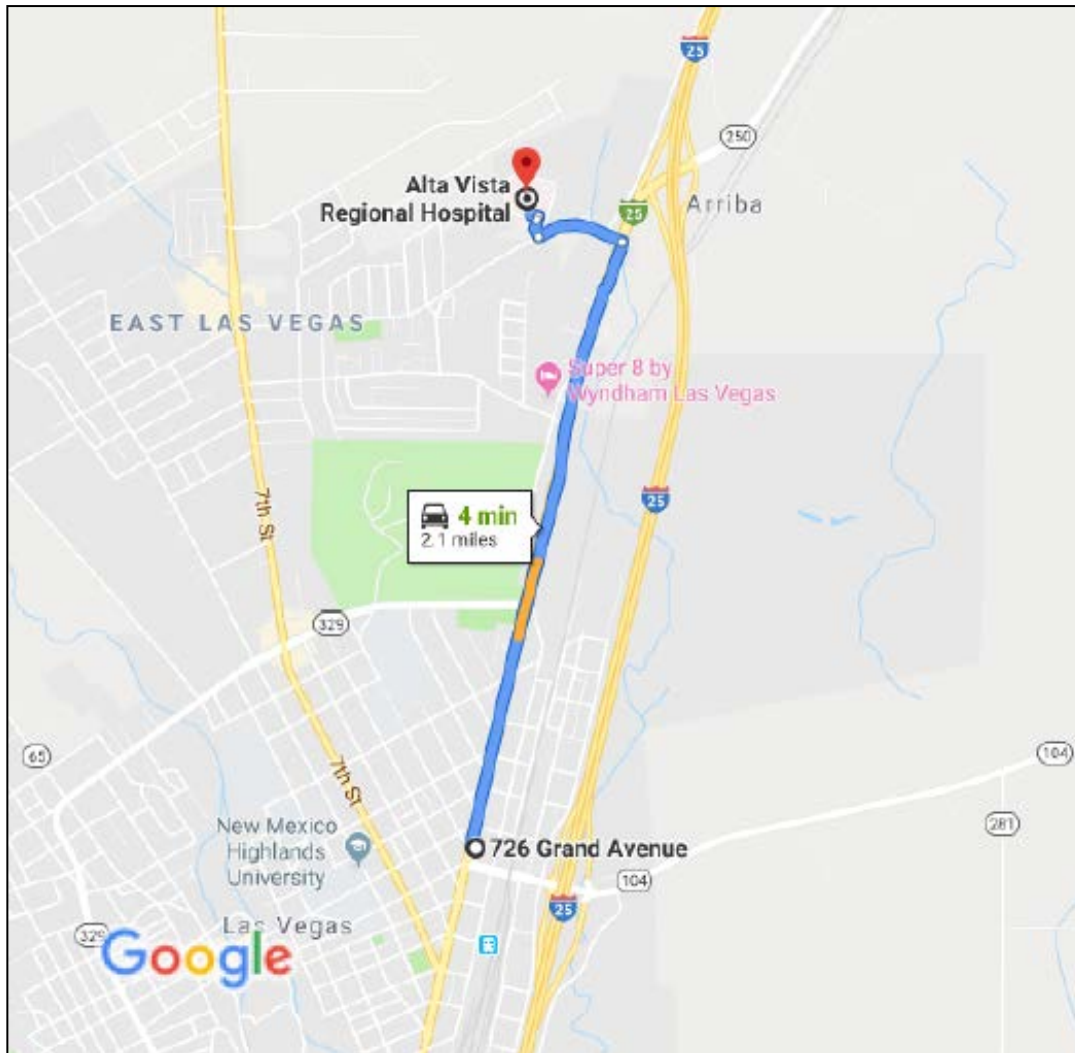 25
250
Alta Vista
Regional Hospital
25
Arriba
EAST LAS VEGAS
Super 8 by
Wyndham Las Vegas
4 min
2.1 miles
25
7th St
329
65
7th St
104
New Mexico
Highlands
University
726 Grand Avenue
281
104
25
Las Vegas
329
Google